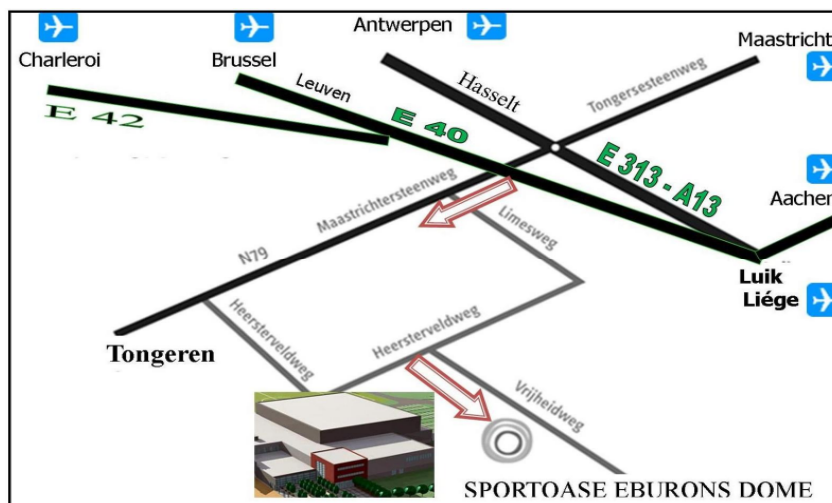 Antwerpen
Charleroi
Brussel
Maastricht
Leuven
Hasselt
Tongersesteenweg
E 42
E 40
E 313 - A13
Aachen
Maastrichtersteenweg
Limesweg
N79
Luik
Liége
Heersterveldweg
Heersterveldweg
Tongeren
Vrijheidweg
SPORTOASE EBURONS DOME